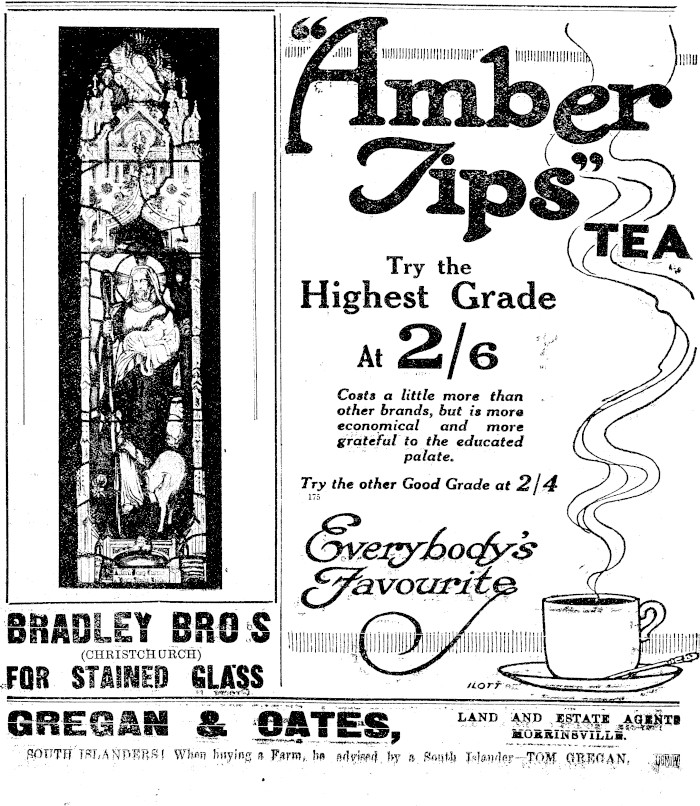 BRADLEY BROS
(CHRISTCHURCH)
FOR STAINED GLASS
"Amber
Tips"
TEA
Try the
Highest Grade
At 2/6
Costs a little more than
other brands, but is more
economical and more
grateful to the educated
palate.
Try the other Good Grade at 2/4
175
Everybody's
Favourite
ILOTT
GREGAN & OATES,
LAND AND ESTATE AGENTS
MORRINSVILLE.
SOUTH ISLANDERS! When buying a Farm, be advised by a South Islander—TOM GREGAN.